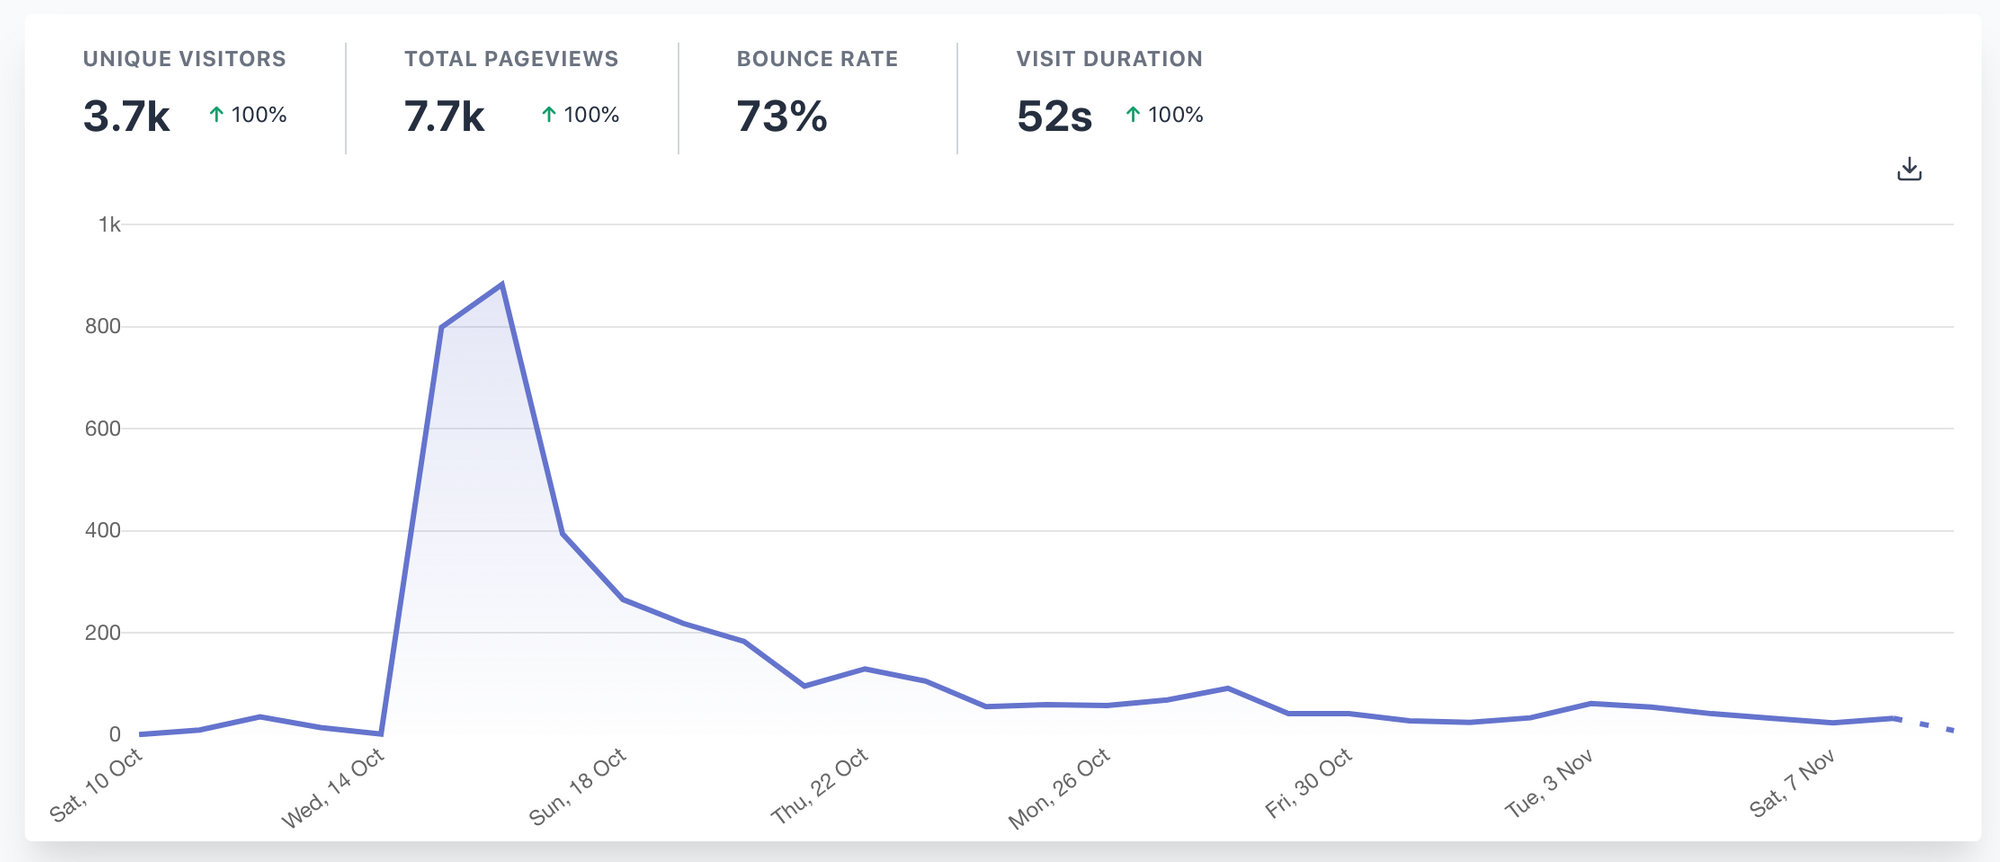 UNIQUE VISITORS
3.7k ↑ 100%
TOTAL PAGEVIEWS
7.7k ↑ 100%
BOUNCE RATE
73%
VISIT DURATION
52s ↑ 100%
1k
800
600
400
200
0
Sat, 10 Oct
Wed, 14 Oct
Sun, 18 Oct
Thu, 22 Oct
Mon, 26 Oct
Fri, 30 Oct
Tue, 3 Nov
Sat, 7 Nov